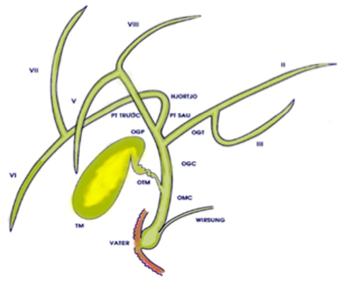 VIII
II
VII
V
HJORTJO
PT TRƯỚC
PT SAU
OGP
OGT
III
OGC
VI
OTM
OMC
TM
WIRSUNG
VATER